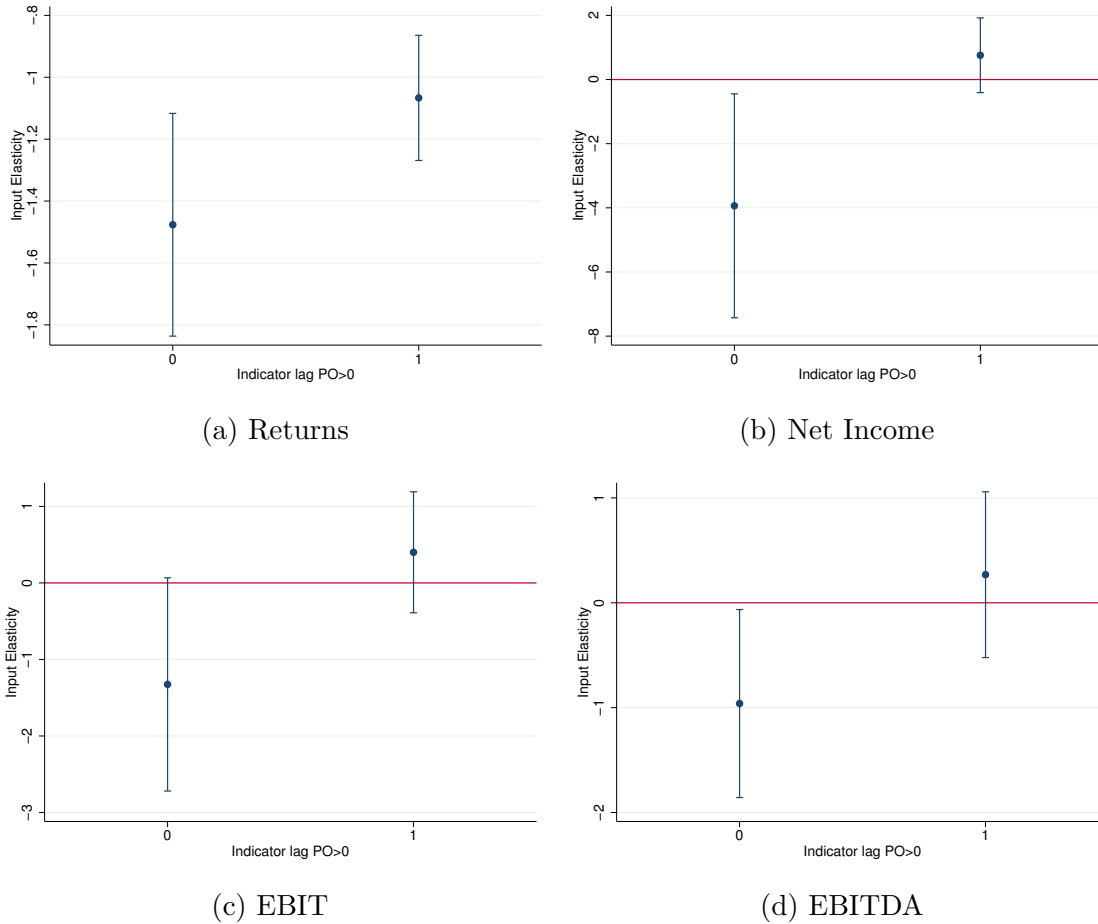 Input Elasticity
-.8
-1
-1.2
-1.4
-1.6
-1.8
0
1
Indicator lag PO>0
(a) Returns
Input Elasticity
2
0
-2
-4
-6
-8
0
1
Indicator lag PO>0
(b) Net Income
Input Elasticity
1
0
-1
-2
-3
0
1
Indicator lag PO>0
(c) EBIT
Input Elasticity
1
0
-1
-2
0
1
Indicator lag PO>0
(d) EBITDA